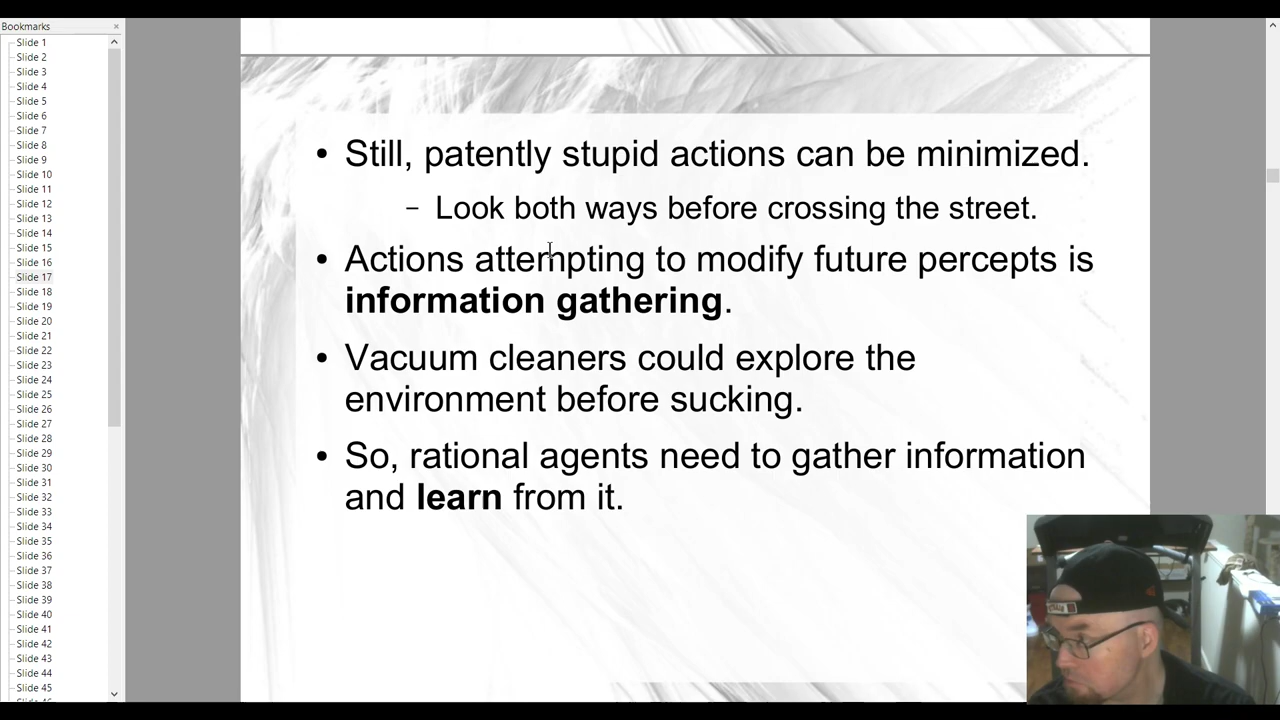 Bookmarks
Slide 1
Slide 2
Slide 3
Slide 4
Slide 5
Slide 6
Slide 7
Slide 8
Slide 9
Slide 10
Slide 11
Slide 12
Slide 13
Slide 14
Slide 15
Slide 16
Slide 17
Slide 18
Slide 19
Slide 20
Slide 21
Slide 22
Slide 23
Slide 24
Slide 25
Slide 26
Slide 27
Slide 28
Slide 29
Slide 30
Slide 31
Slide 32
Slide 33
Slide 34
Slide 35
Slide 36
Slide 37
Slide 38
Slide 39
Slide 40
Slide 41
Slide 42
Slide 43
Slide 44
Slide 45
• Still, patently stupid actions can be minimized.
– Look both ways before crossing the street.
• Actions attempting to modify future percepts is
information gathering.
• Vacuum cleaners could explore the
environment before sucking.
• So, rational agents need to gather information
and learn from it.